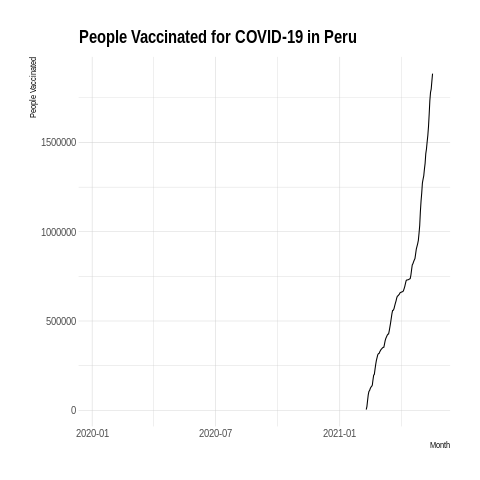 People Vaccinated for COVID-19 in Peru
People Vaccinated
1500000
1000000
500000
0
2020-01 2020-07 2021-01
Month